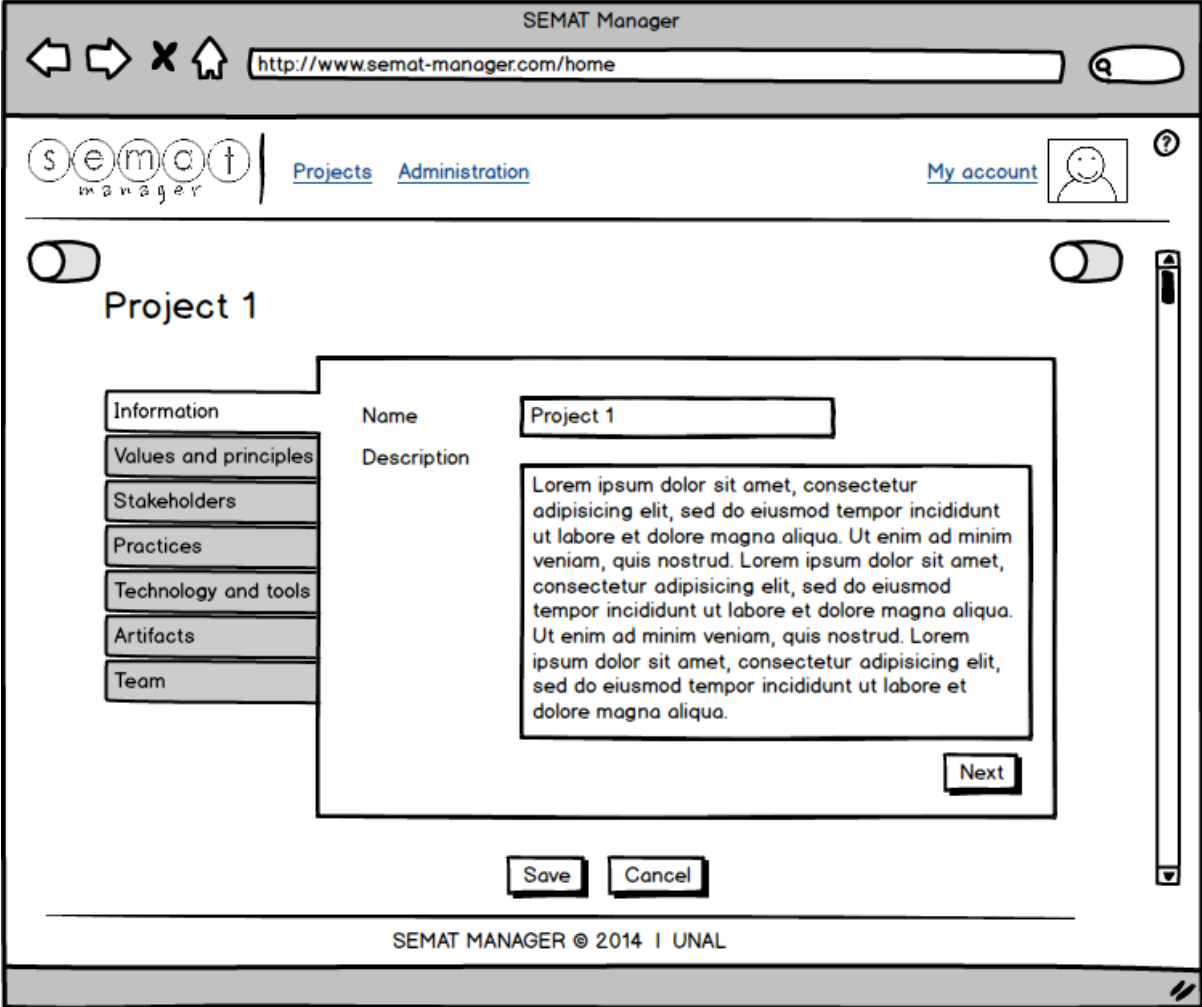 SEMAT Manager
http://www.semat-manager.com/home
semat
manager
Projects Administration
My account
?
Project 1
Information
Values and principles
Stakeholders
Practices
Technology and tools
Artifacts
Team
Name
Project 1
Description
Lorem ipsum dolor sit amet, consectetur
adipisicing elit, sed do eiusmod tempor incididunt
ut labore et dolore magna aliqua. Ut enim ad minim
veniam, quis nostrud. Lorem ipsum dolor sit amet,
consectetur adipisicing elit, sed do eiusmod
tempor incididunt ut labore et dolore magna aliqua.
Ut enim ad minim veniam, quis nostrud. Lorem
ipsum dolor sit amet, consectetur adipisicing elit,
sed do eiusmod tempor incididunt ut labore et
dolore magna aliqua.
Next
Save Cancel
SEMAT MANAGER © 2014 | UNAL